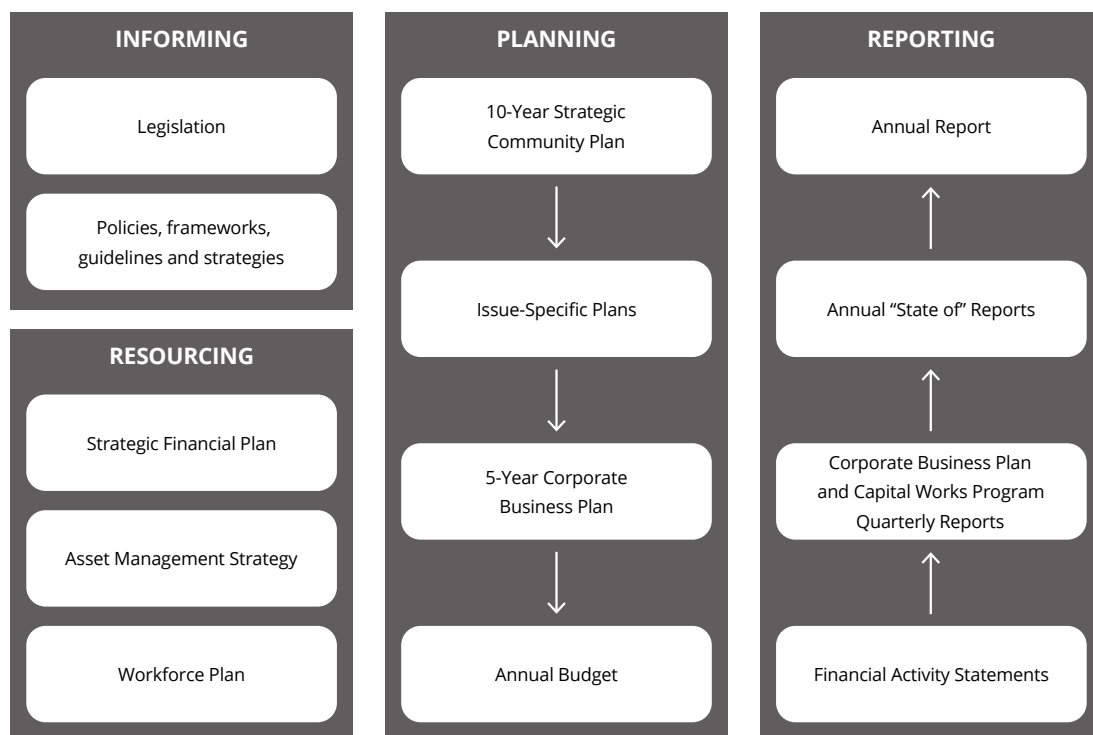 INFORMING
Legislation
Policies, frameworks,
guidelines and strategies
RESOURCING
Strategic Financial Plan
Asset Management Strategy
Workforce Plan
PLANNING
10-Year Strategic
Community Plan
Issue-Specific Plans
5-Year Corporate
Business Plan
Annual Budget
REPORTING
Annual Report
Annual “State of” Reports
Corporate Business Plan
and Capital Works Program
Quarterly Reports
Financial Activity Statements